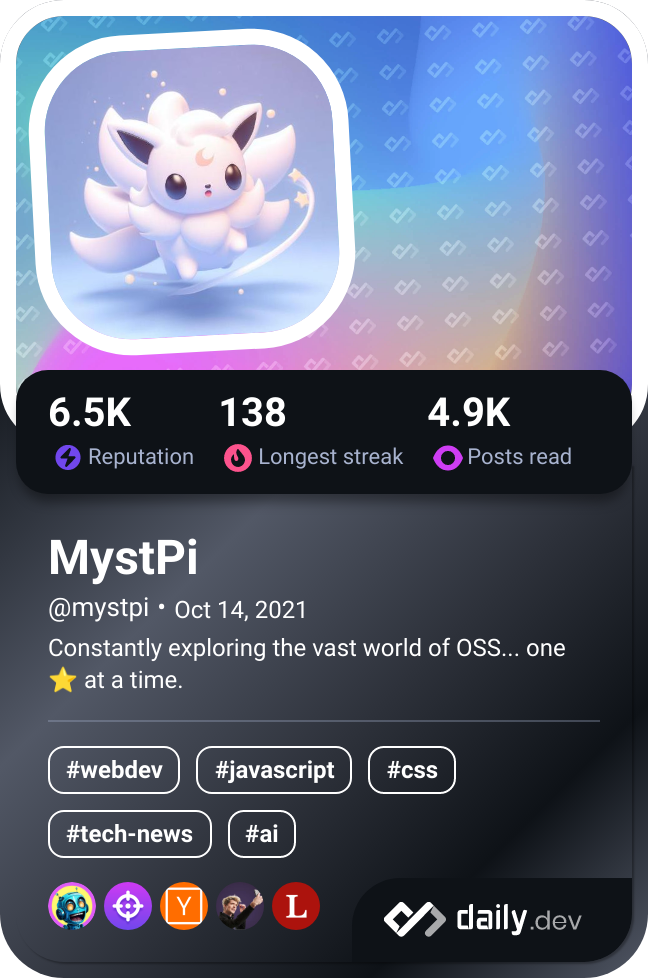 6.5K 138 4.9K
Reputation Longest streak Posts read
MystPi
@mystpi • Oct 14, 2021
Constantly exploring the vast world of OSS... one
⭐ at a time.
#webdev #javascript #css
#tech-news #ai
Y L
daily.dev